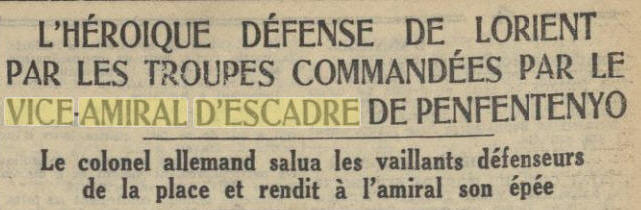 L'HÉROIQUE DÉFENSE DE LORIENT
PAR LES TROUPES COMMANDÉES PAR LE
VICE-AMIRAL D'ESCADRE DE PENFENTENYO
Le colonel allemand salua les vaillants défenseurs
de la place et rendit à l'amiral son épée